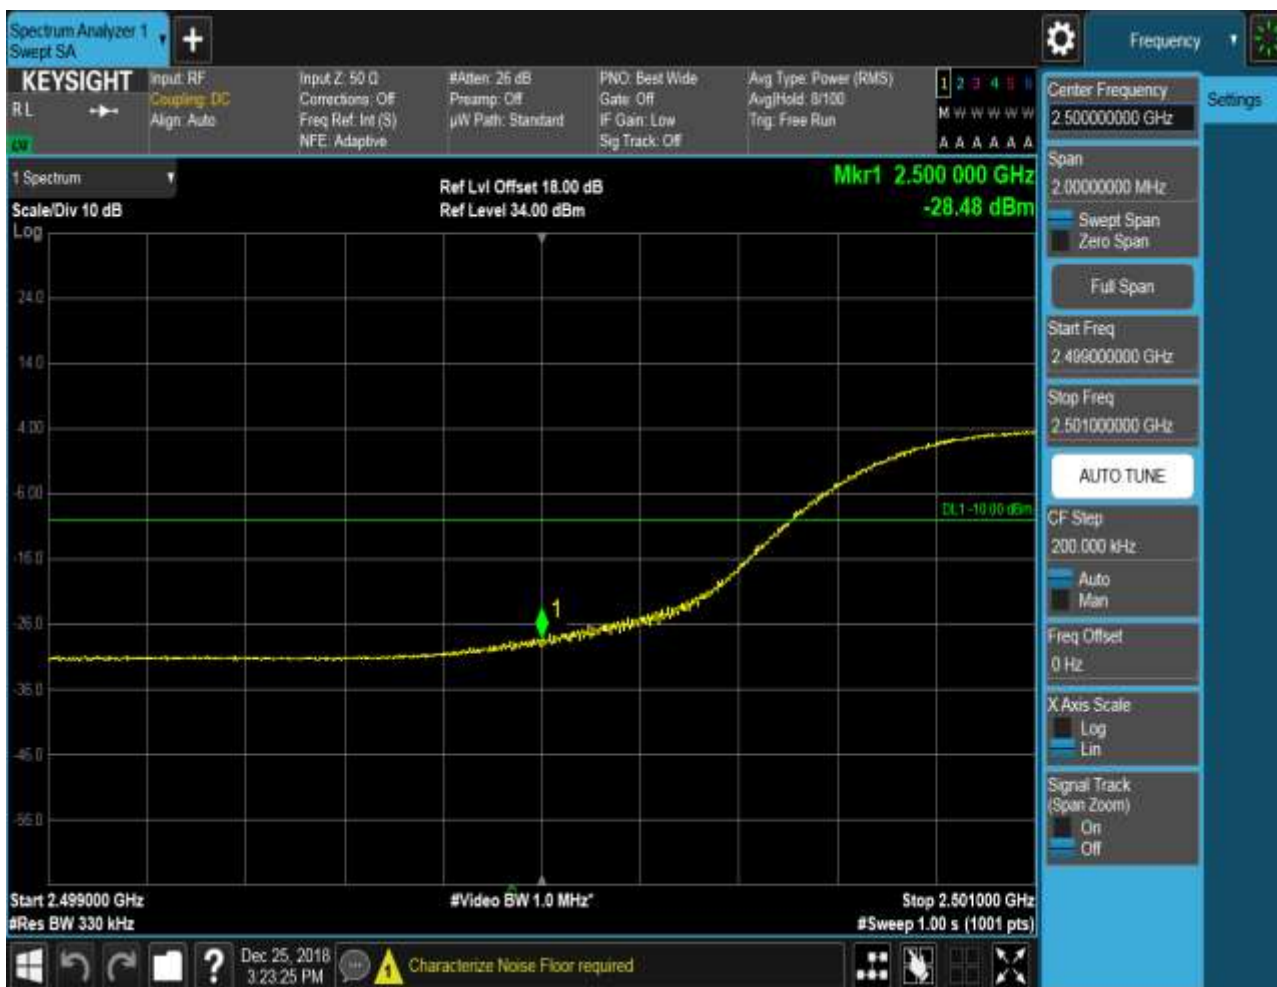 Spectrum Analyzer 1
Swept SA
Frequency
KEYSIGHT
R L
Input: RF
Coupling: DC
Align: Auto
Input Z: 50 Ω
Corrections: Off
Freq Ref: Int (S)
NFE: Adaptive
#Atten: 26 dB
Preamp: Off
µW Path: Standard
PNO: Best Wide
Gate: Off
IF Gain: Low
Sig Track: Off
Avg Type: Power (RMS)
Avg|Hold: 8/100
Trig: Free Run
1 2 3 4 5 6
M W W W W W
A A A A A A
Center Frequency
2.500000000 GHz
Settings
Span
2.00000000 MHz
Swept Span
Zero Span
Full Span
Start Freq
2.499000000 GHz
Stop Freq
2.501000000 GHz
AUTO TUNE
CF Step
200.000 kHz
Auto
Man
Freq Offset
0 Hz
X Axis Scale
Log
Lin
Signal Track
(Span Zoom)
On
Off
1 Spectrum
Scale/Div 10 dB
Ref Lvl Offset 18.00 dB
Ref Level 34.00 dBm
Mkr1 2.500 000 GHz
-28.48 dBm
Log
24.0
14.0
4.00
-6.00
-16.0
-26.0
-36.0
-46.0
-56.0
DL1 -10.00 dBm
1
Start 2.499000 GHz
#Res BW 330 kHz
#Video BW 1.0 MHz*
Stop 2.501000 GHz
#Sweep 1.00 s (1001 pts)
Dec 25, 2018
3:23:25 PM
1
Characterize Noise Floor required